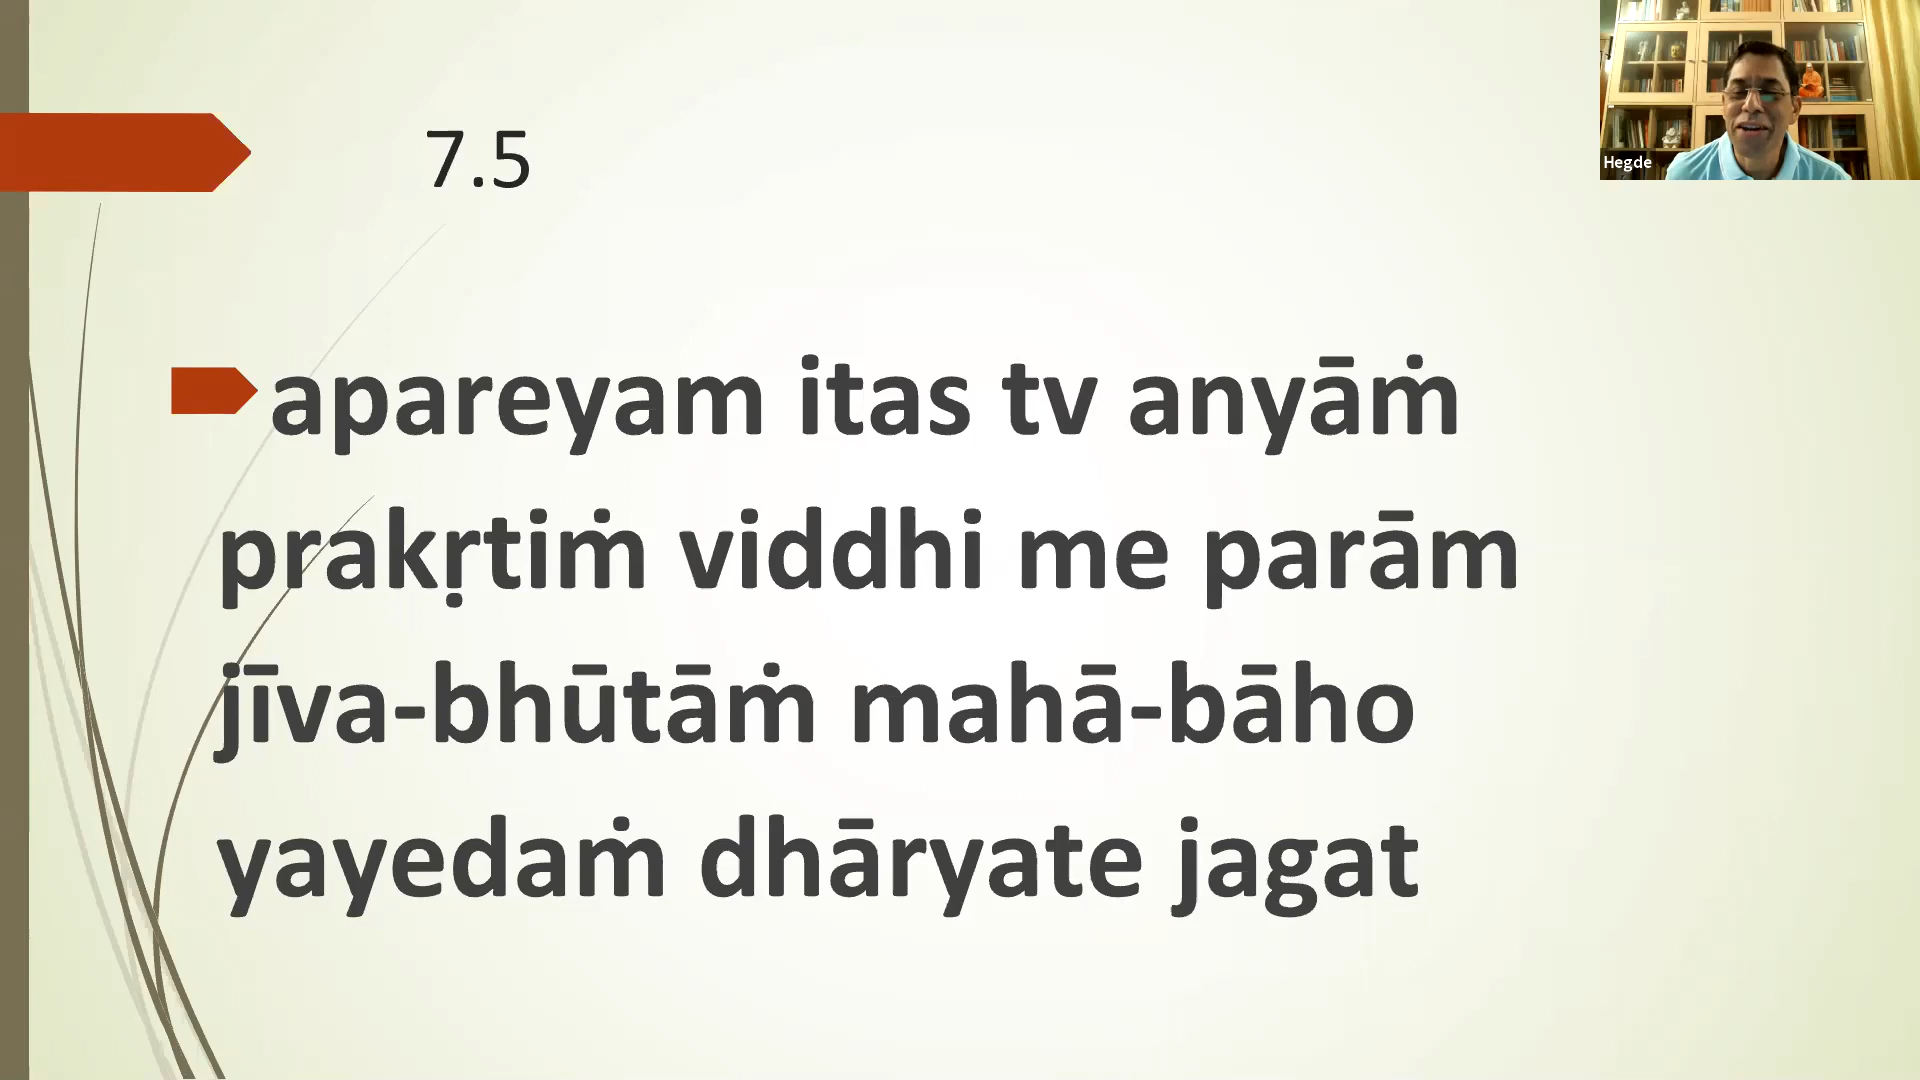 7.5
Hegde
apareyam itas tv anyāṁ
prakṛtiṁ viddhi me parām
jīva-bhūtāṁ mahā-bāho
yayedaṁ dhāryate jagat